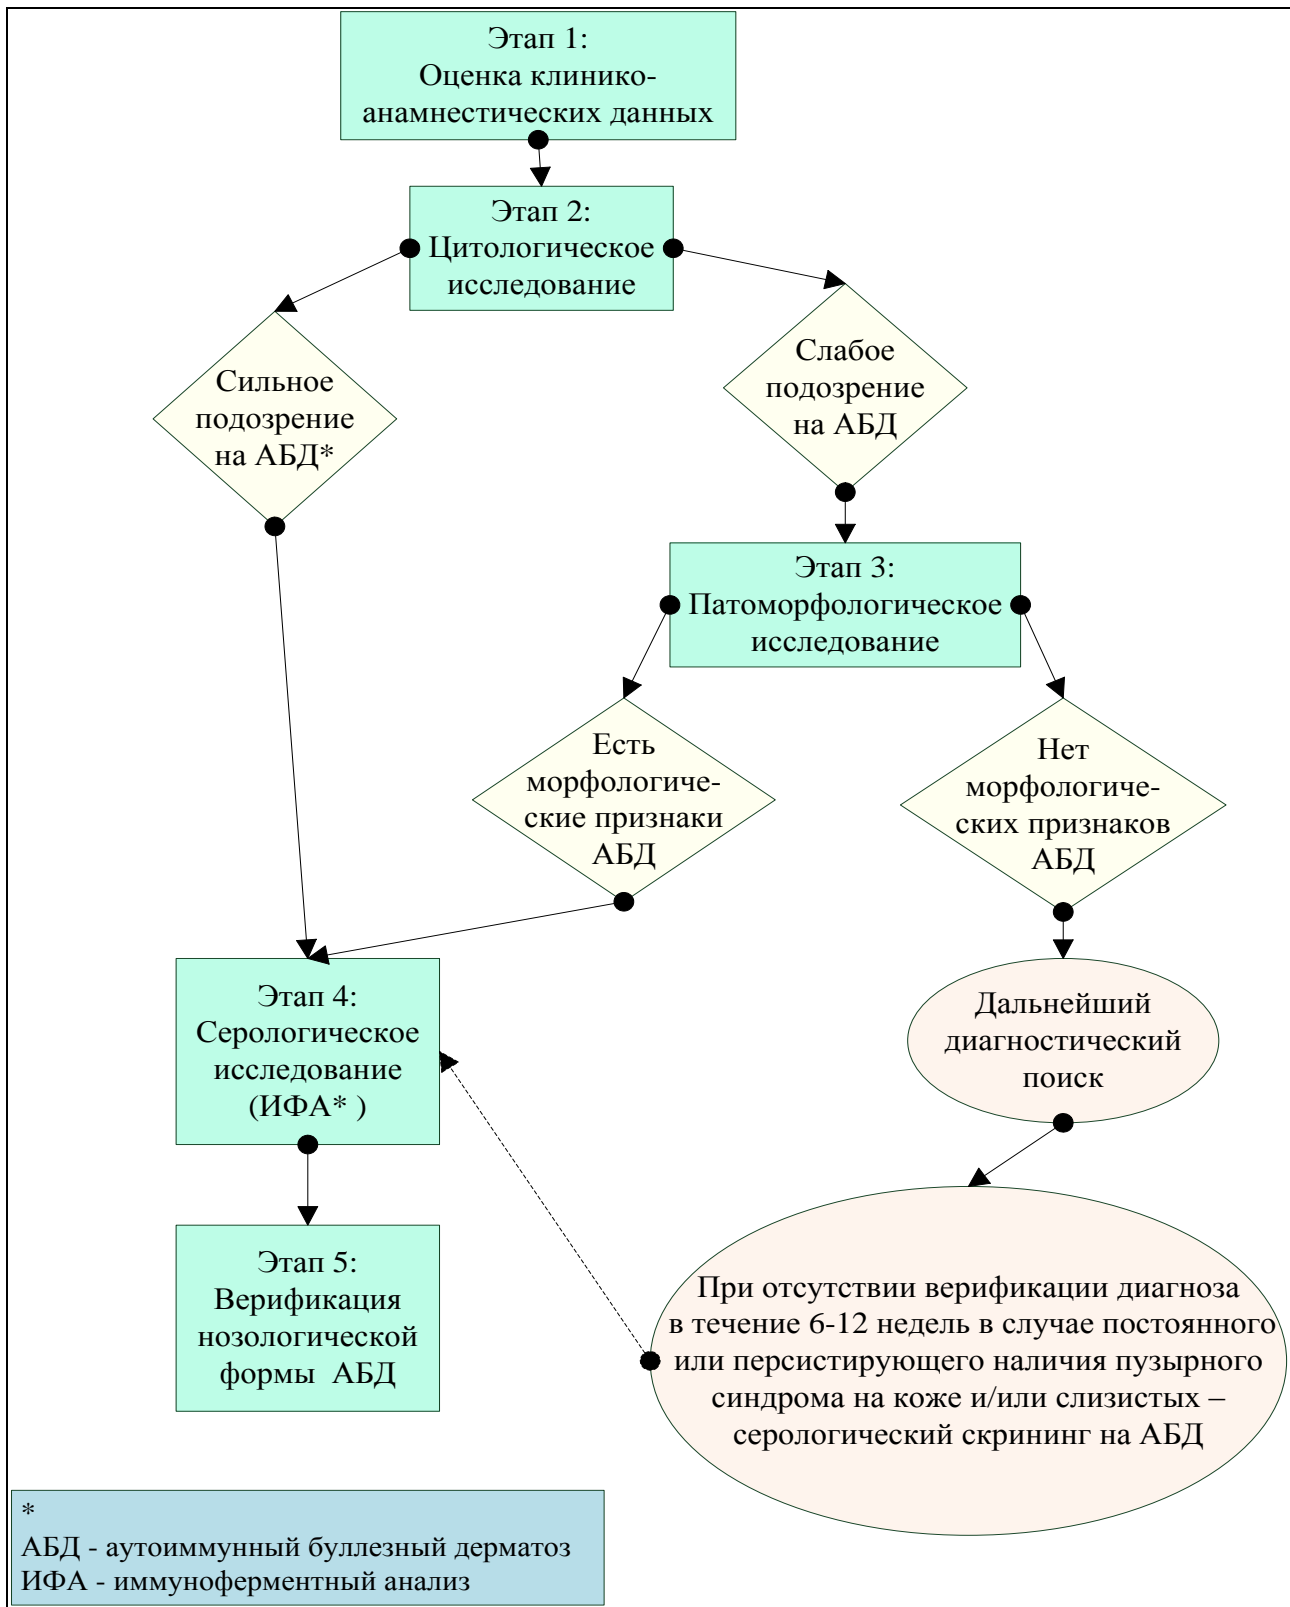 Этап 1:
Оценка клинико-
анамнестических данных
Этап 2:
Цитологическое
исследование
Сильное
подозрение
на АБД*
Слабое
подозрение
на АБД
Этап 3:
Патоморфологическое
исследование
Есть
морфологиче-
ские признаки
АБД
Нет
морфологиче-
ских признаков
АБД
Этап 4:
Серологическое
исследование
(ИФА* )
Дальнейший
диагностический
поиск
Этап 5:
Верификация
нозологической
формы АБД
При отсутствии верификации диагноза
в течение 6-12 недель в случае постоянного
или персистирующего наличия пузырного
синдрома на коже и/или слизистых –
серологический скрининг на АБД
*
АБД - аутоиммунный буллезный дерматоз
ИФА - иммуноферментный анализ